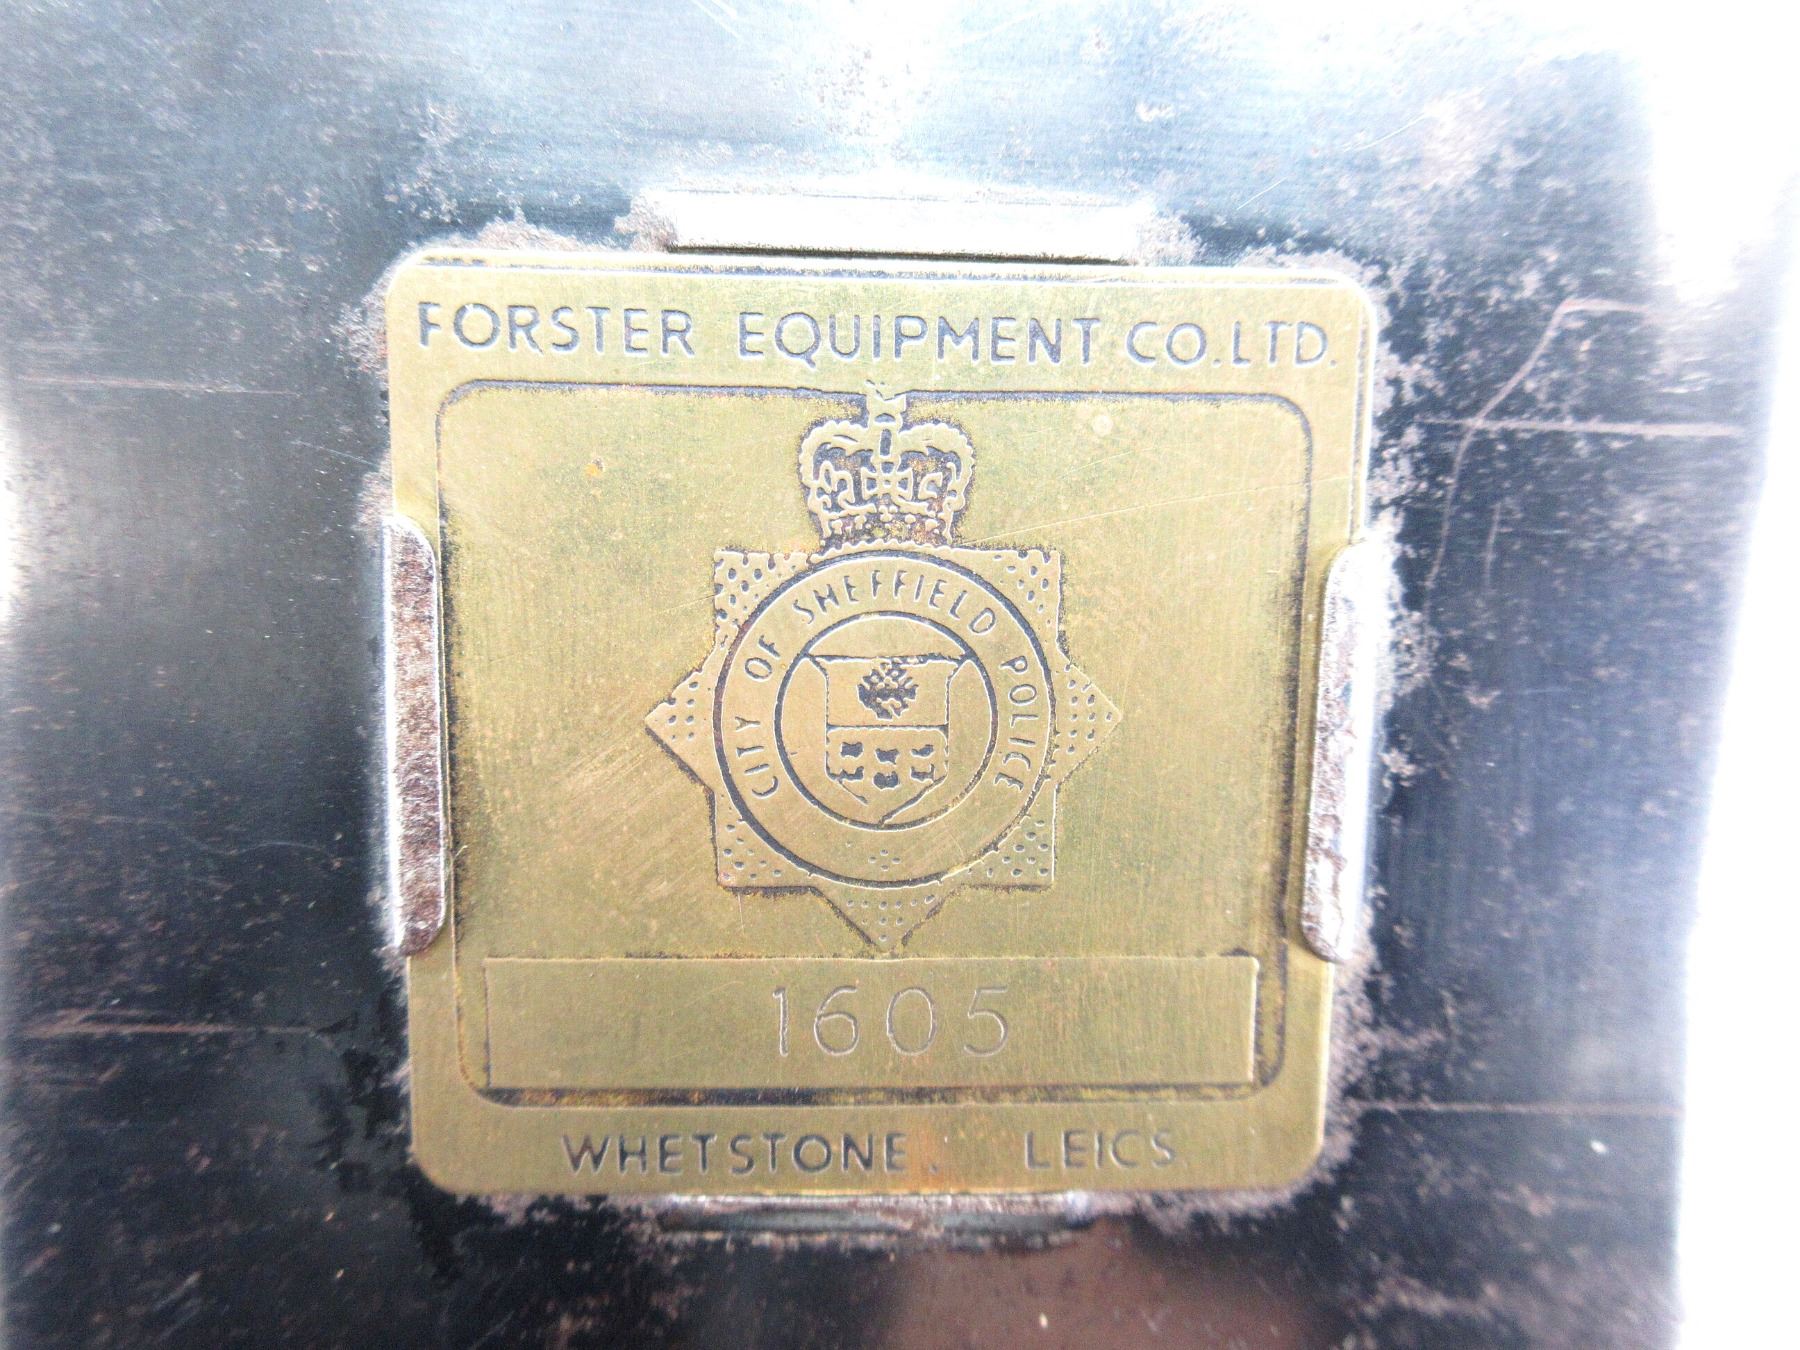 FORSTER EQUIPMENT CO. LTD.
CITY OF SHEFFIELD POLICE
1605
WHETSTONE. LEICS